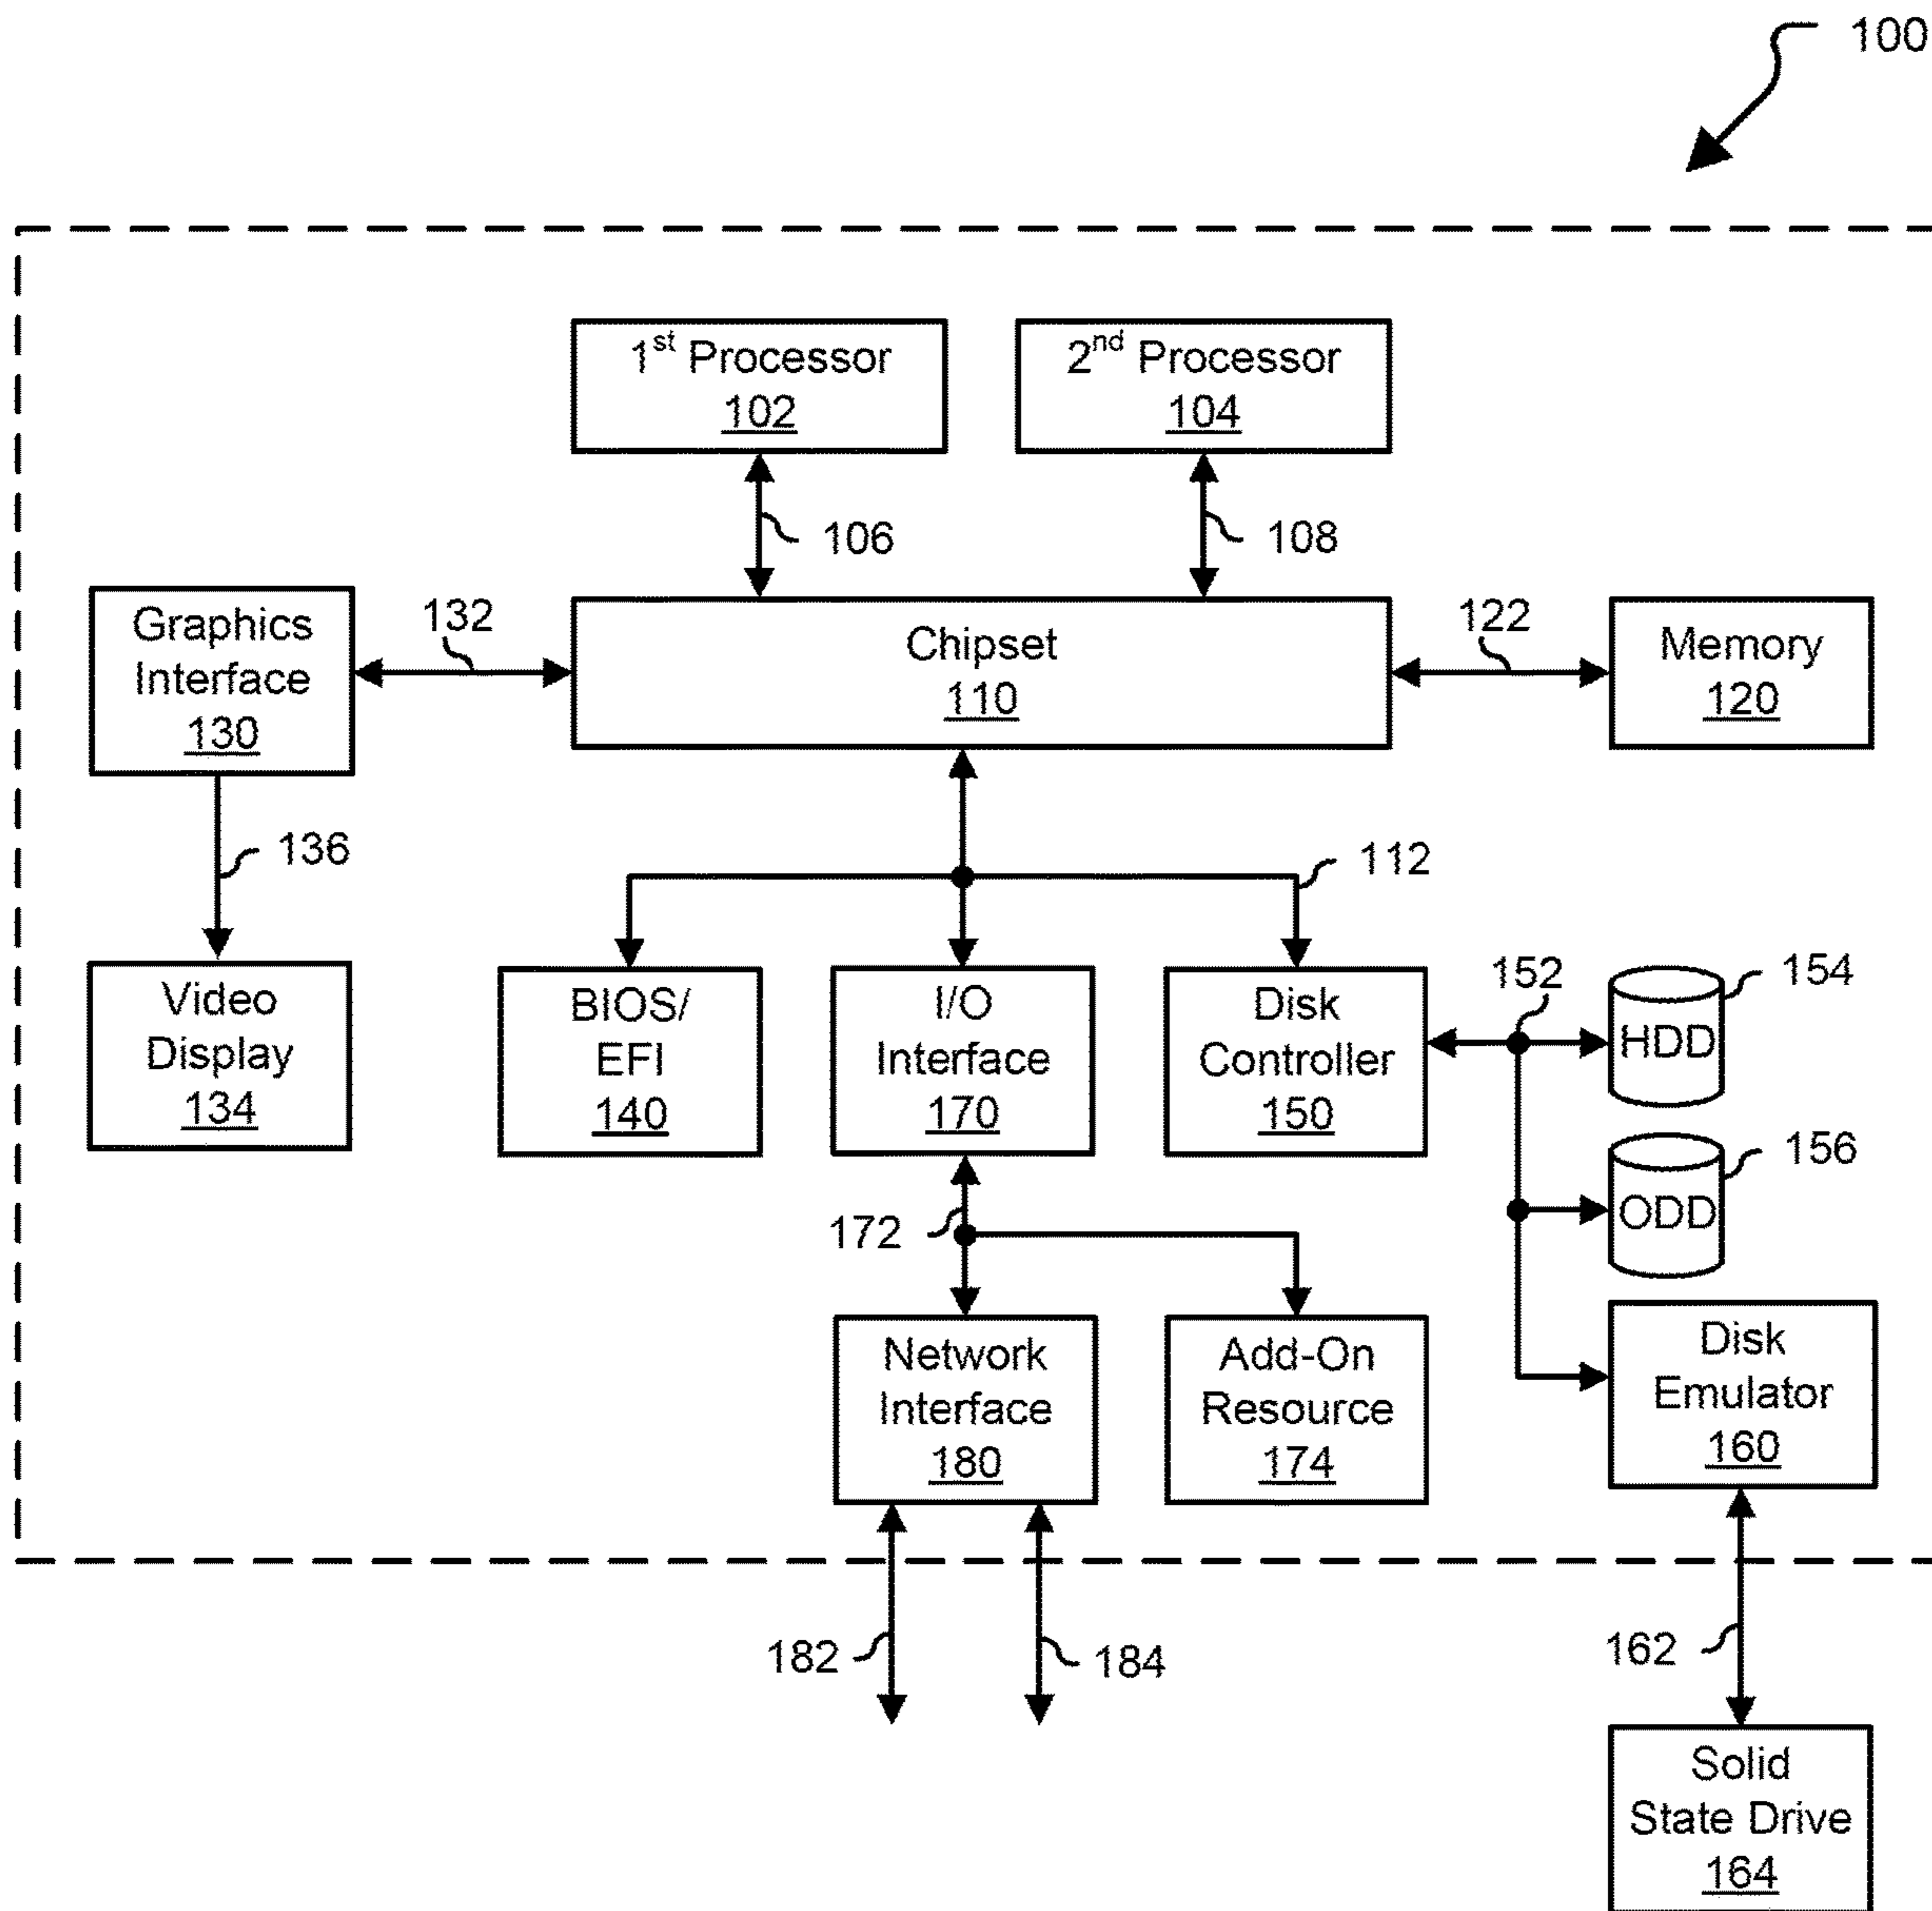 100
1st Processor
102
2nd Processor
104
106
108
Graphics
Interface
130
132
Chipset
110
122
Memory
120
136
112
Video
Display
134
BIOS/
EFI
140
I/O
Interface
170
Disk
Controller
150
152
HDD
154
ODD
156
172
Network
Interface
180
Add-On
Resource
174
Disk
Emulator
160
182
184
162
Solid
State Drive
164